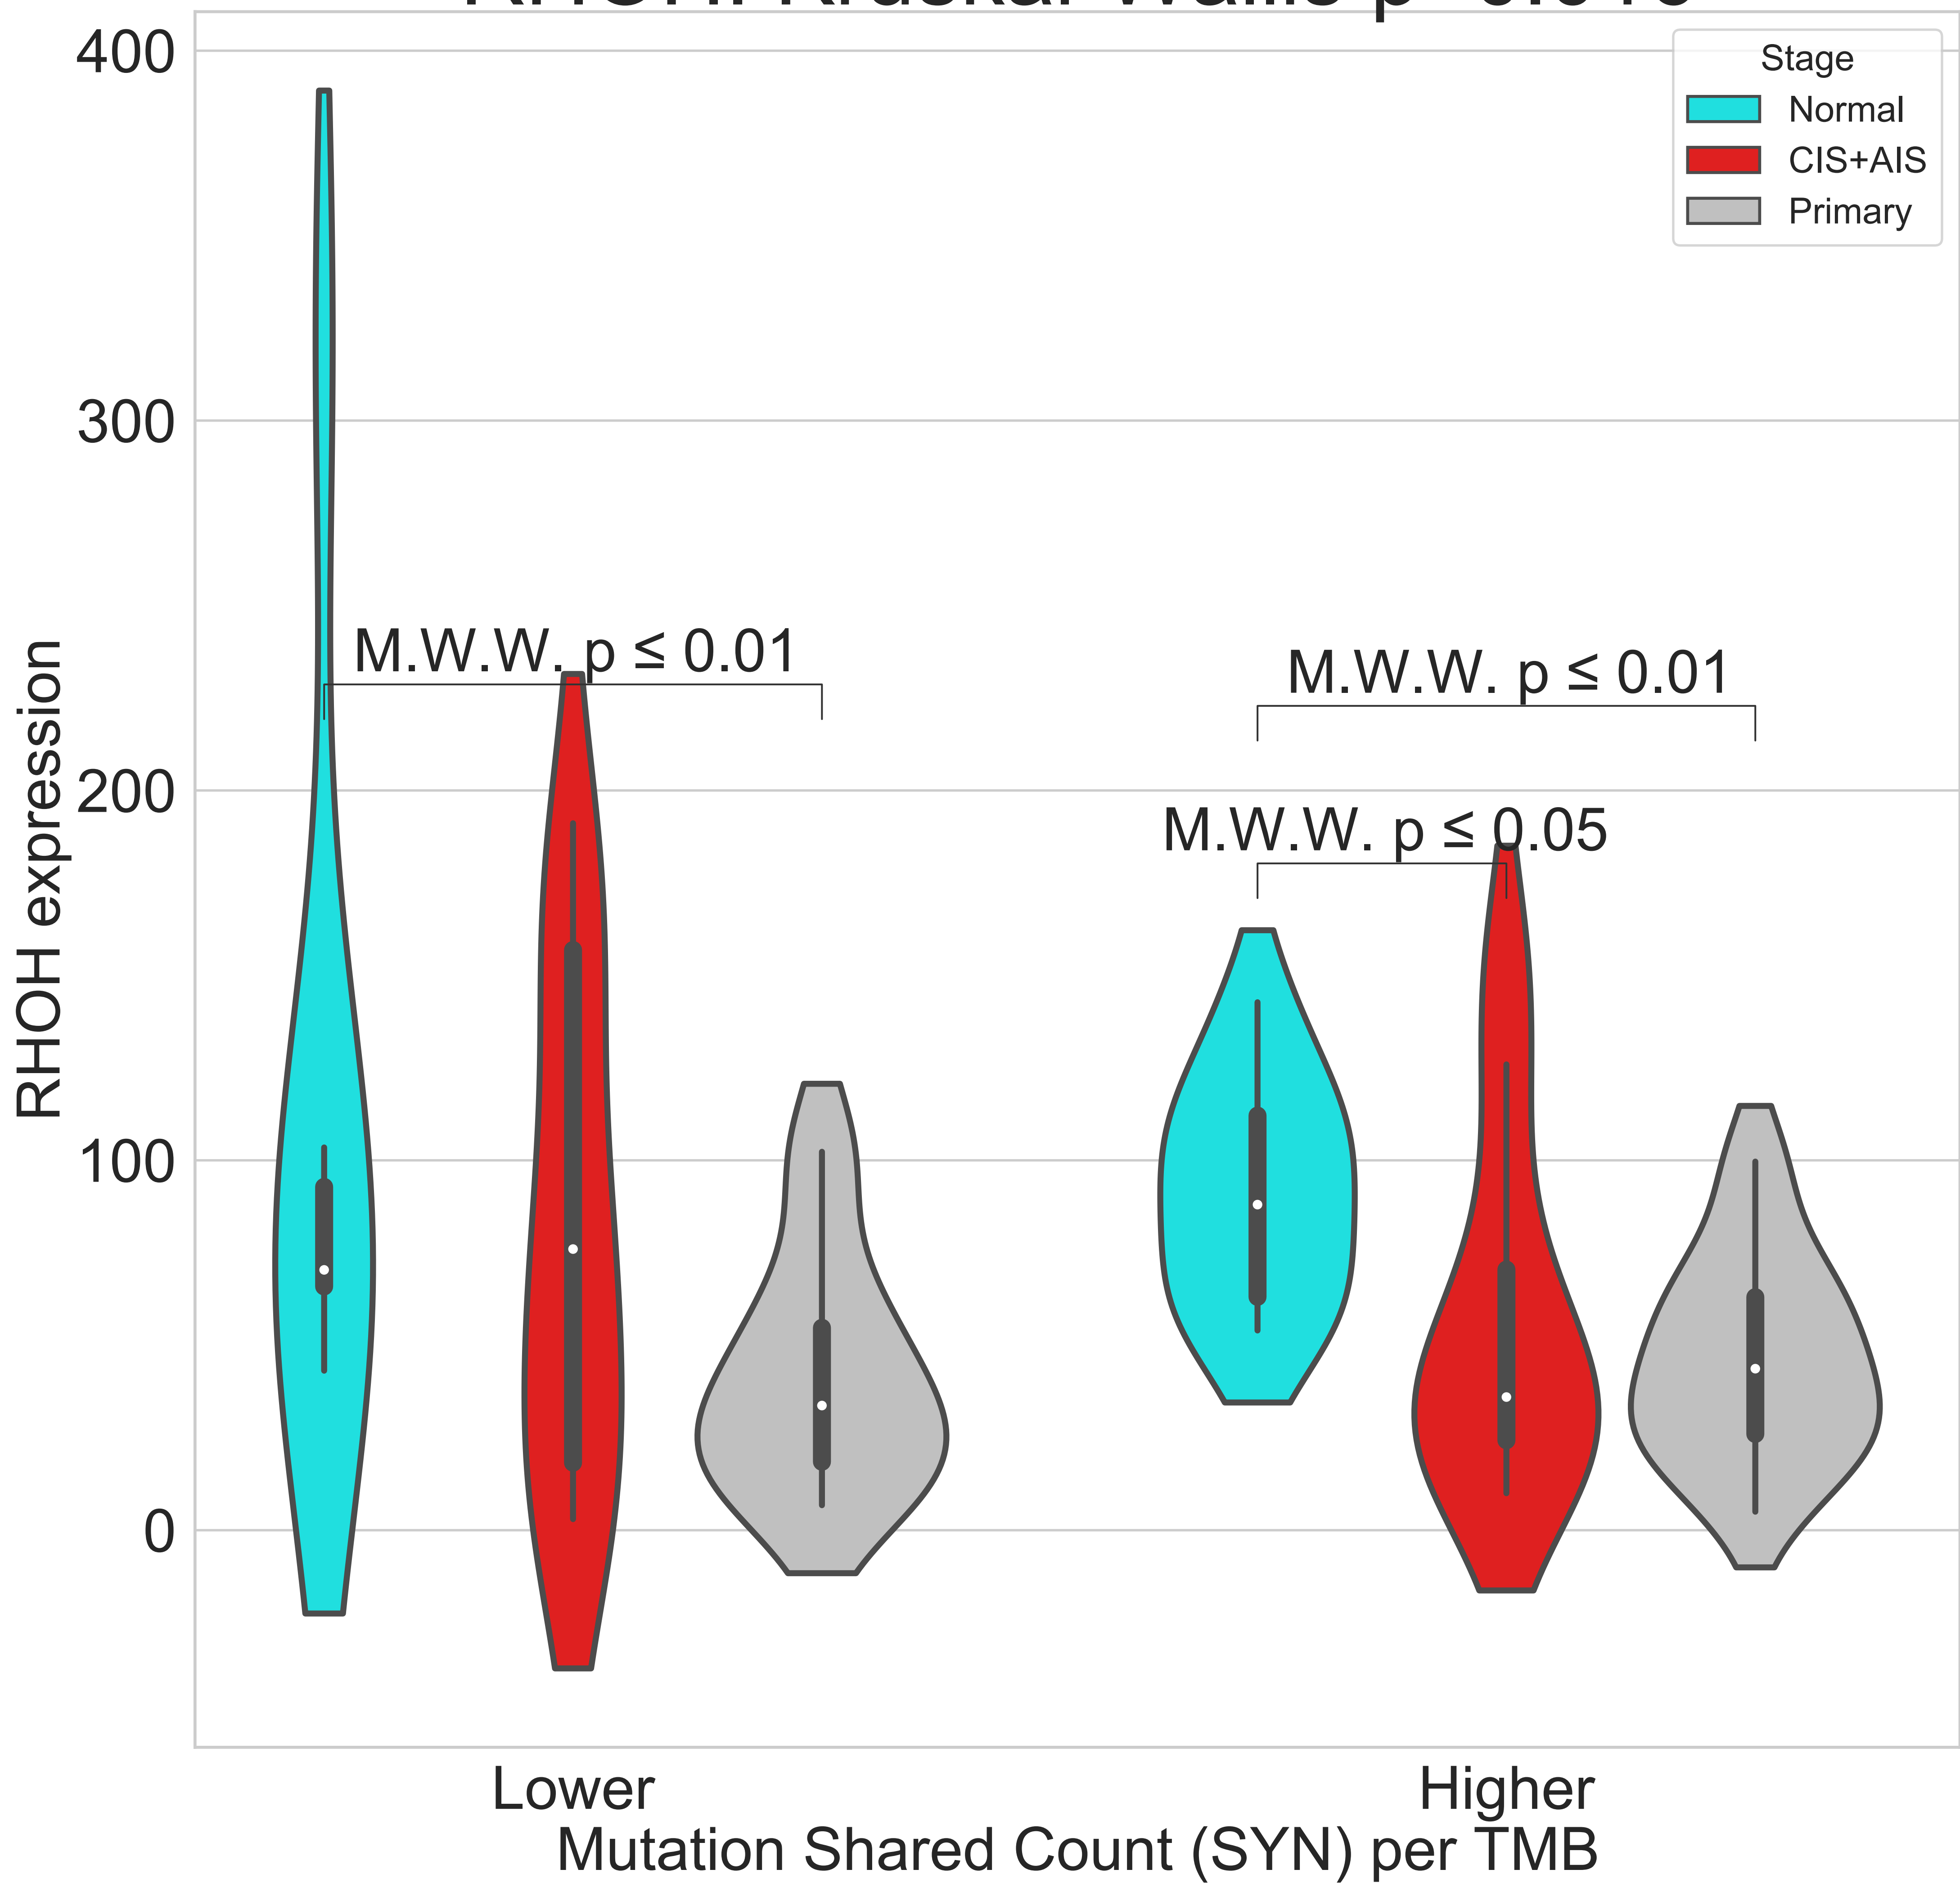 400
300
200
100
0
RHOH expression
Stage
Normal
CIS+AIS
Primary
M.W.W. p ≤ 0.01
M.W.W. p ≤ 0.01
M.W.W. p ≤ 0.05
Lower
Higher
Mutation Shared Count (SYN) per TMB